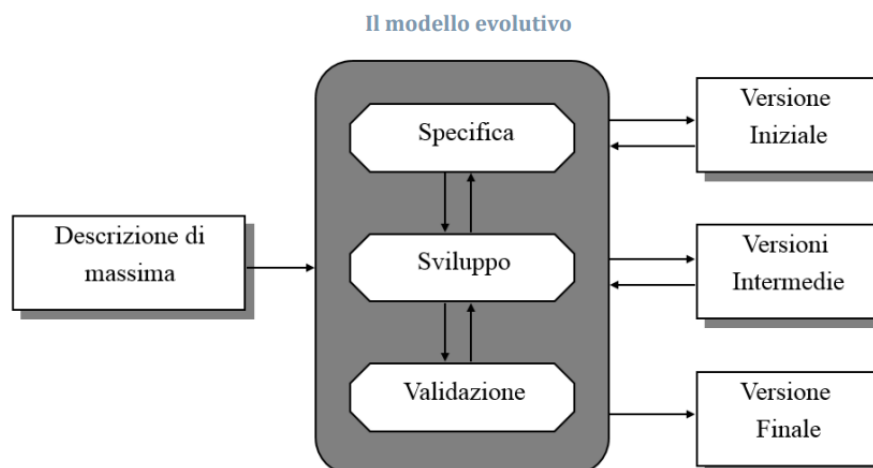 Il modello evolutivo
Versione
Iniziale
Specifica
Descrizione di
massima
Sviluppo
Versioni
Intermedie
Validazione
Versione
Finale